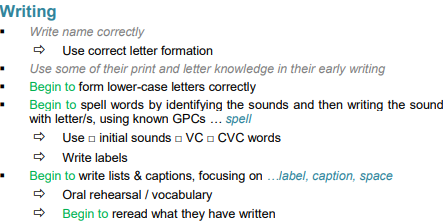 Writing
▪ Write name correctly
⇨ Use correct letter formation
▪ Use some of their print and letter knowledge in their early writing
▪ Begin to form lower-case letters correctly
▪ Begin to spell words by identifying the sounds and then writing the sound
with letter/s, using known GPCs … spell
⇨ Use □ initial sounds □ VC □ CVC words
⇨ Write labels
▪ Begin to write lists & captions, focusing on …label, caption, space
⇨ Oral rehearsal / vocabulary
⇨ Begin to reread what they have written